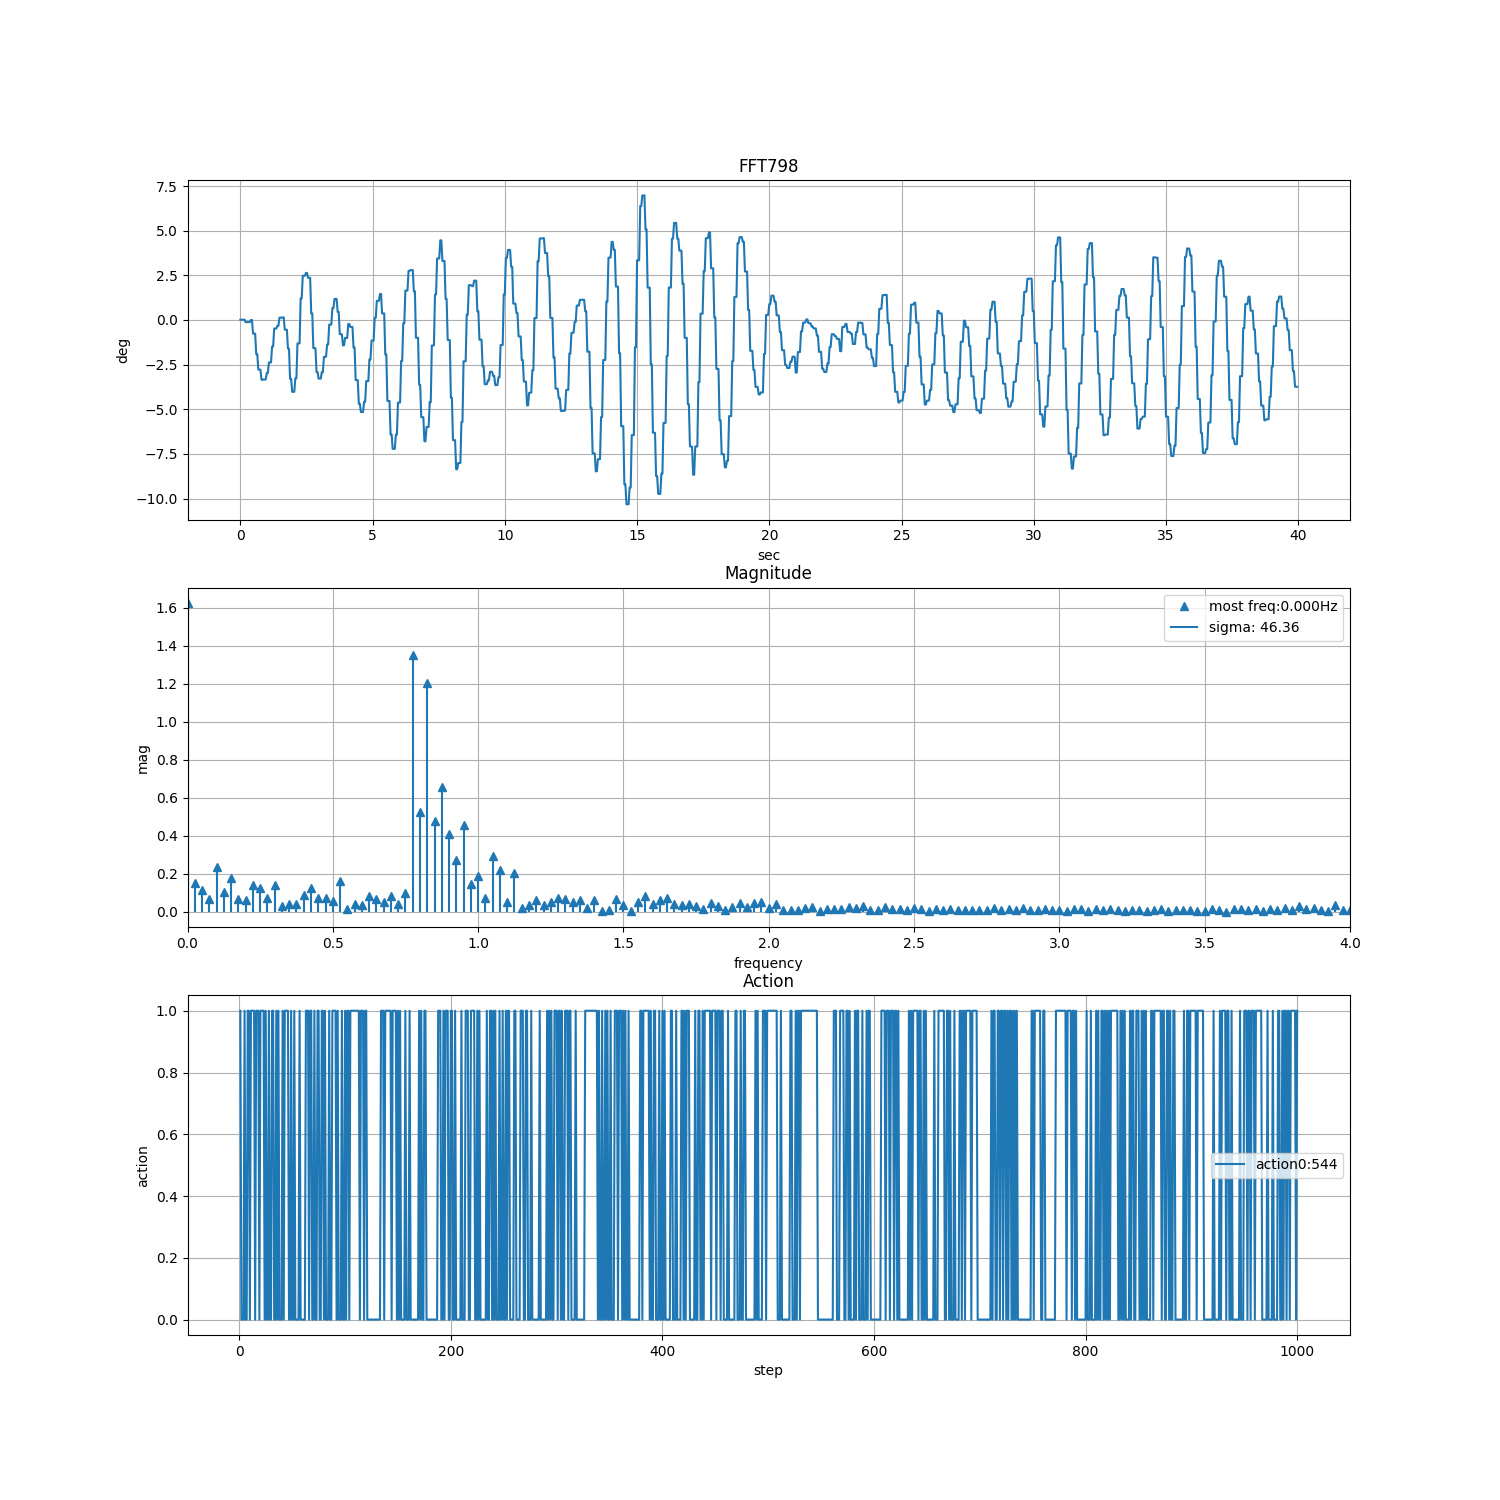 FFT798
7.5
5.0
2.5
0.0
−2.5
−5.0
−7.5
−10.0
deg
0 5 10 15 20 25 30 35 40
sec
Magnitude
1.6
1.4
1.2
1.0
0.8
0.6
0.4
0.2
0.0
mag
most freq:0.000Hz
sigma: 46.36
0.0 0.5 1.0 1.5 2.0 2.5 3.0 3.5 4.0
frequency
Action
1.0
0.8
0.6
0.4
0.2
0.0
action
action0:544
0 200 400 600 800 1000
step